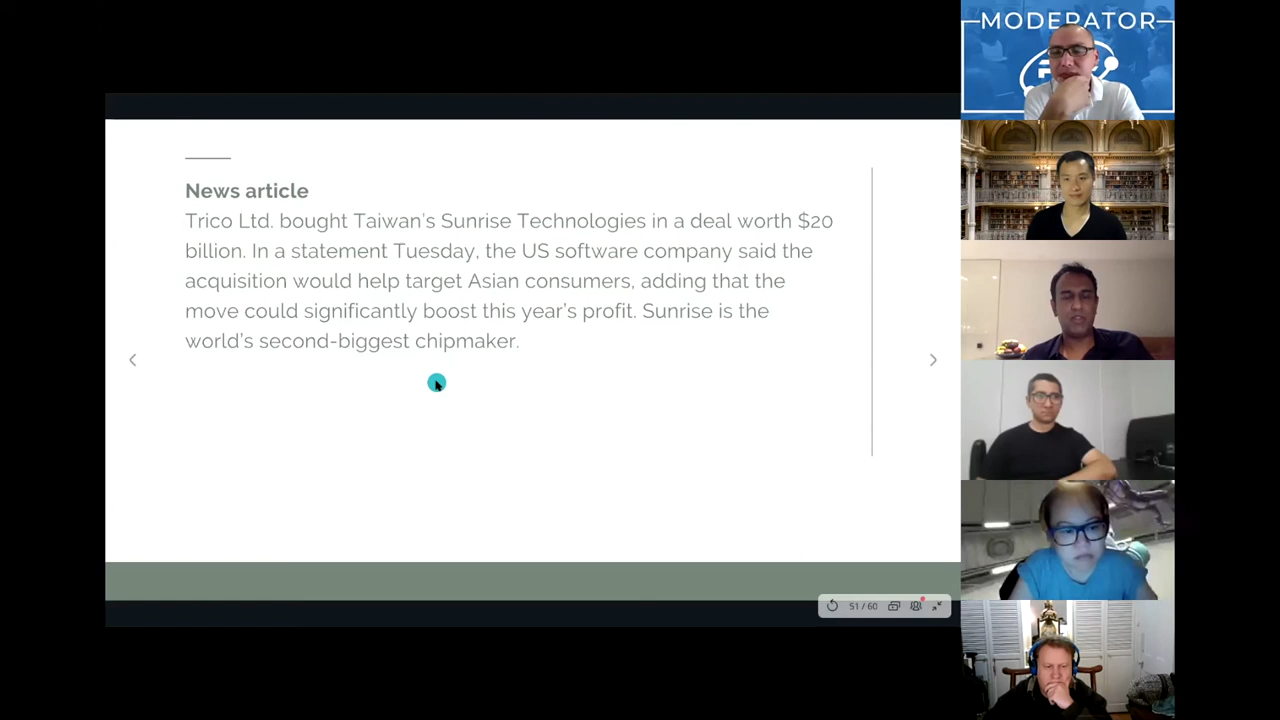 MODERATOR
News article
Trico Ltd. bought Taiwan's Sunrise Technologies in a deal worth $20
billion. In a statement Tuesday, the US software company said the
acquisition would help target Asian consumers, adding that the
move could significantly boost this year's profit. Sunrise is the
world's second-biggest chipmaker.
51 / 60